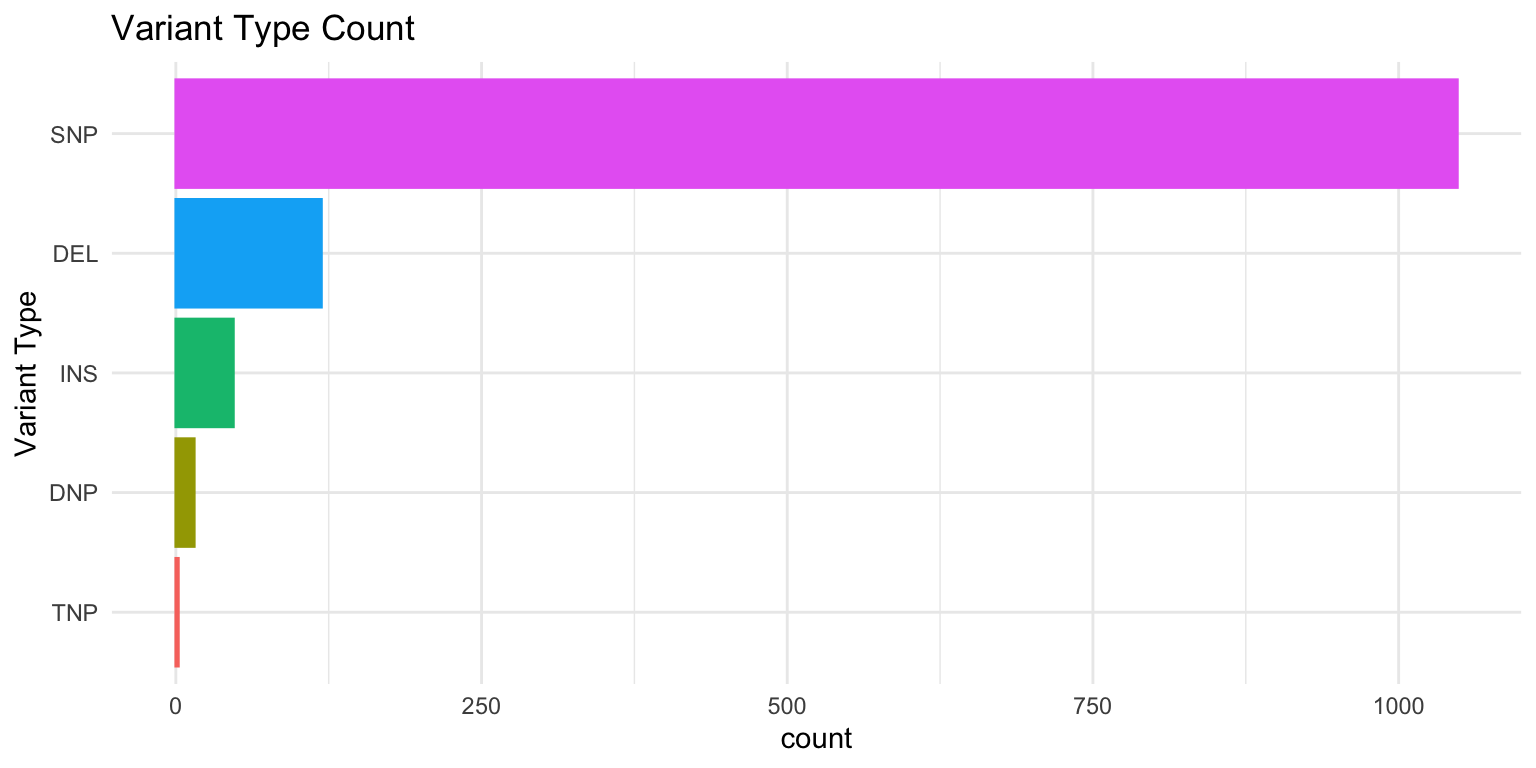 Variant Type Count
SNP
DEL
INS
DNP
TNP
Variant Type
0 250 500 750 1000
count